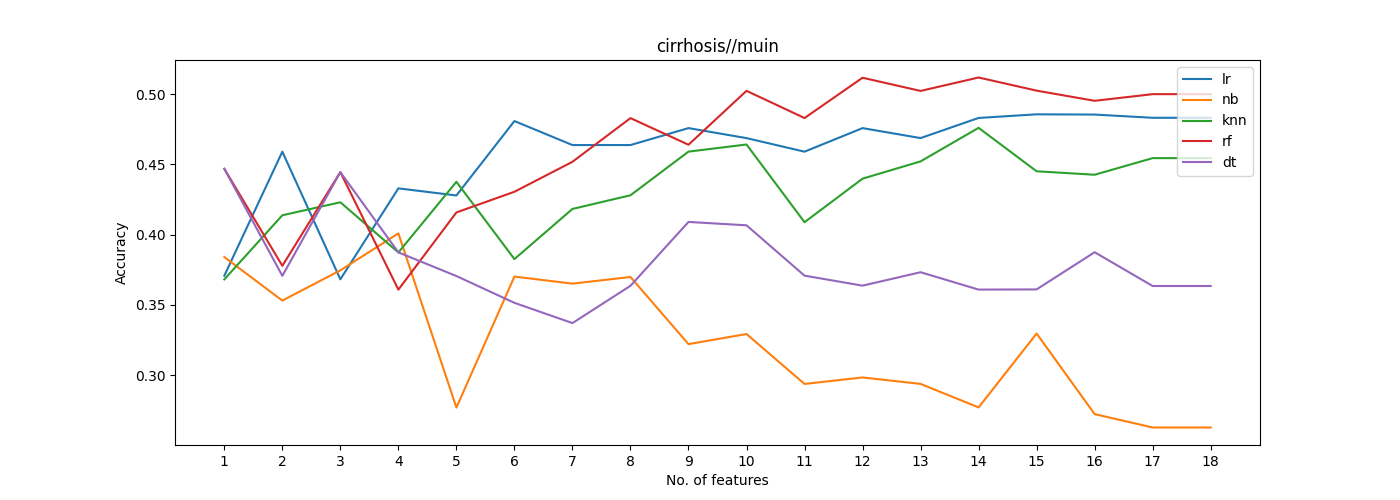 cirrhosis//muin
Accuracy
0.50
0.45
0.40
0.35
0.30
lr
nb
knn
rf
dt
1 2 3 4 5 6 7 8 9 10 11 12 13 14 15 16 17 18
No. of features